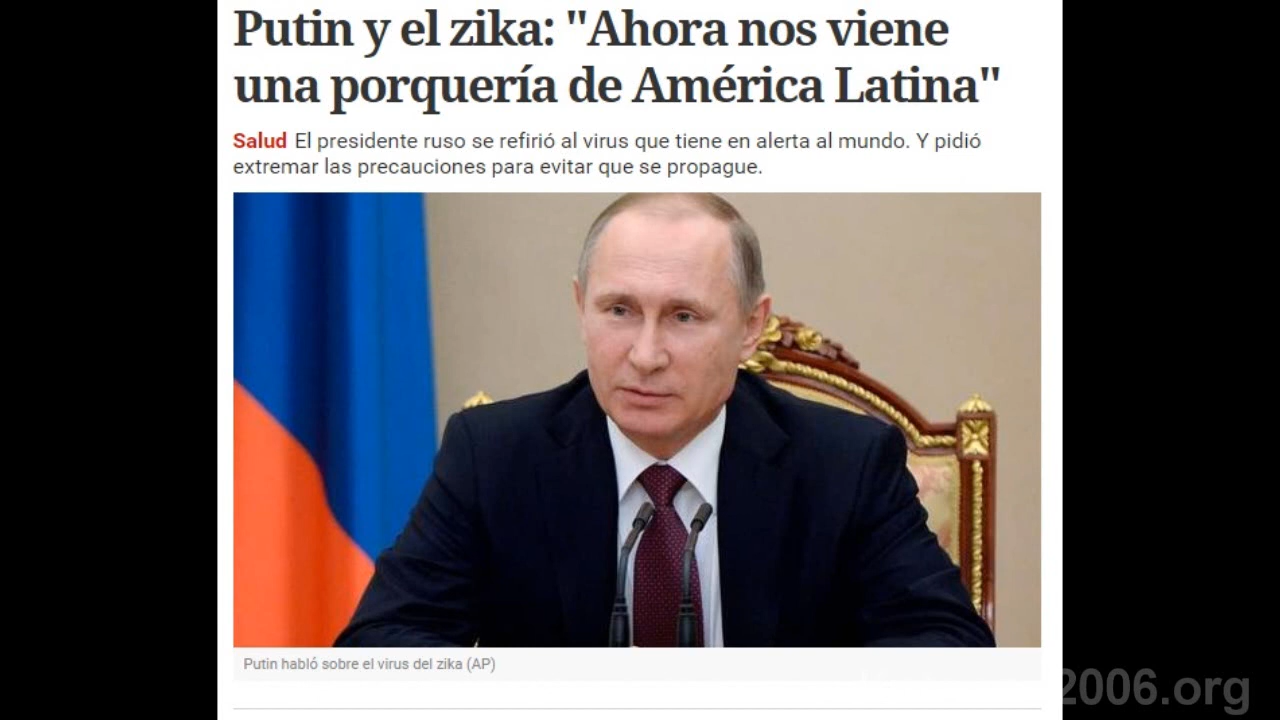 Putin y el zika: "Ahora nos viene
una porquería de América Latina"
Salud El presidente ruso se refirió al virus que tiene en alerta al mundo. Y pidió
extremar las precauciones para evitar que se propague.
Putin habló sobre el virus del zika (AP)
2006.org